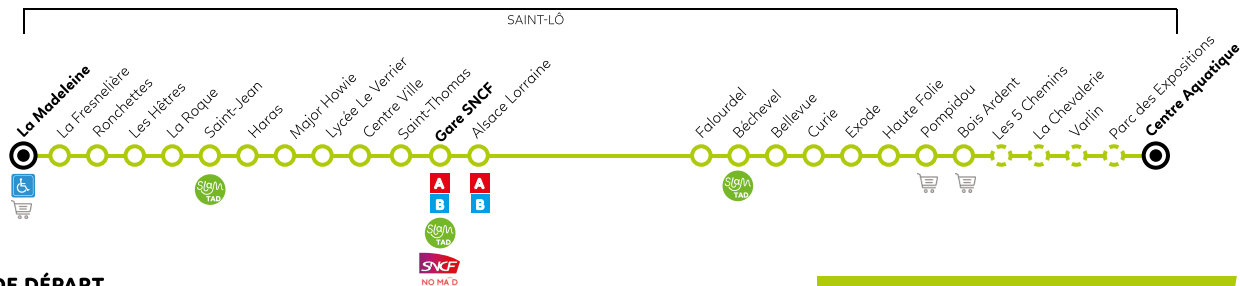 SAINT-LÔ
La Madeleine
La Fresnelière
Ronchettes
Les Hêtres
La Roque
Saint-Jean
Haras
Major Howie
Lycée Le Verrier
Centre Ville
Saint-Thomas
Gare SNCF
Alsace Lorraine
Falourdel
Béchevel
Bellevue
Curie
Exode
Haute Folie
Pompidou
Bois Ardent
Les 5 Chemins
La Chevalerie
Varlin
Parc des Expositions
Centre Aquatique
Slam
TAD
A
B
Slam
TAD
SNCF
NOMAD
A
B
Slam
TAD
DE DÉPART